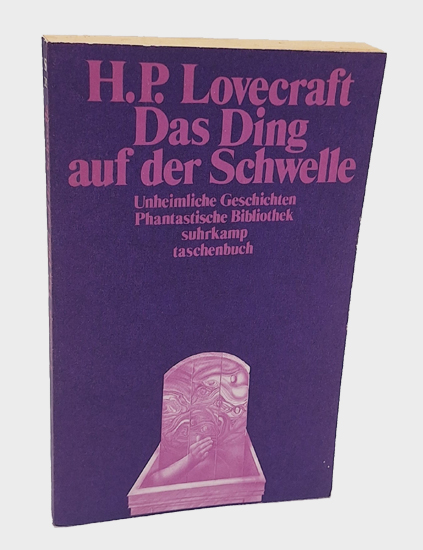 H.P. Lovecraft
Das Ding
auf der Schwelle
Unheimliche Geschichten
Phantastische Bibliothek
suhrkamp
taschenbuch